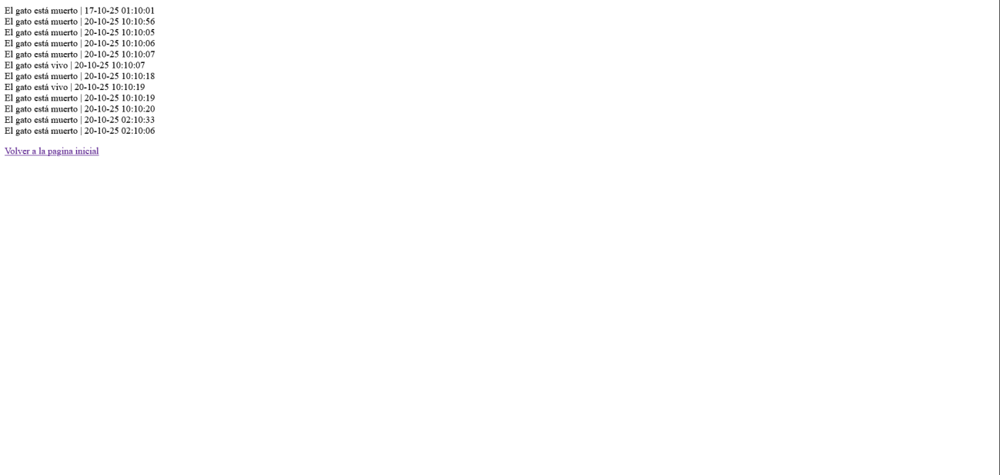 El gato está muerto | 17-10-25 01:10:01
El gato está muerto | 20-10-25 10:10:56
El gato está muerto | 20-10-25 10:10:05
El gato está muerto | 20-10-25 10:10:06
El gato está muerto | 20-10-25 10:10:07
El gato está vivo | 20-10-25 10:10:07
El gato está muerto | 20-10-25 10:10:18
El gato está vivo | 20-10-25 10:10:19
El gato está muerto | 20-10-25 10:10:19
El gato está muerto | 20-10-25 10:10:20
El gato está muerto | 20-10-25 02:10:33
El gato está muerto | 20-10-25 02:10:06
Volver a la pagina inicial